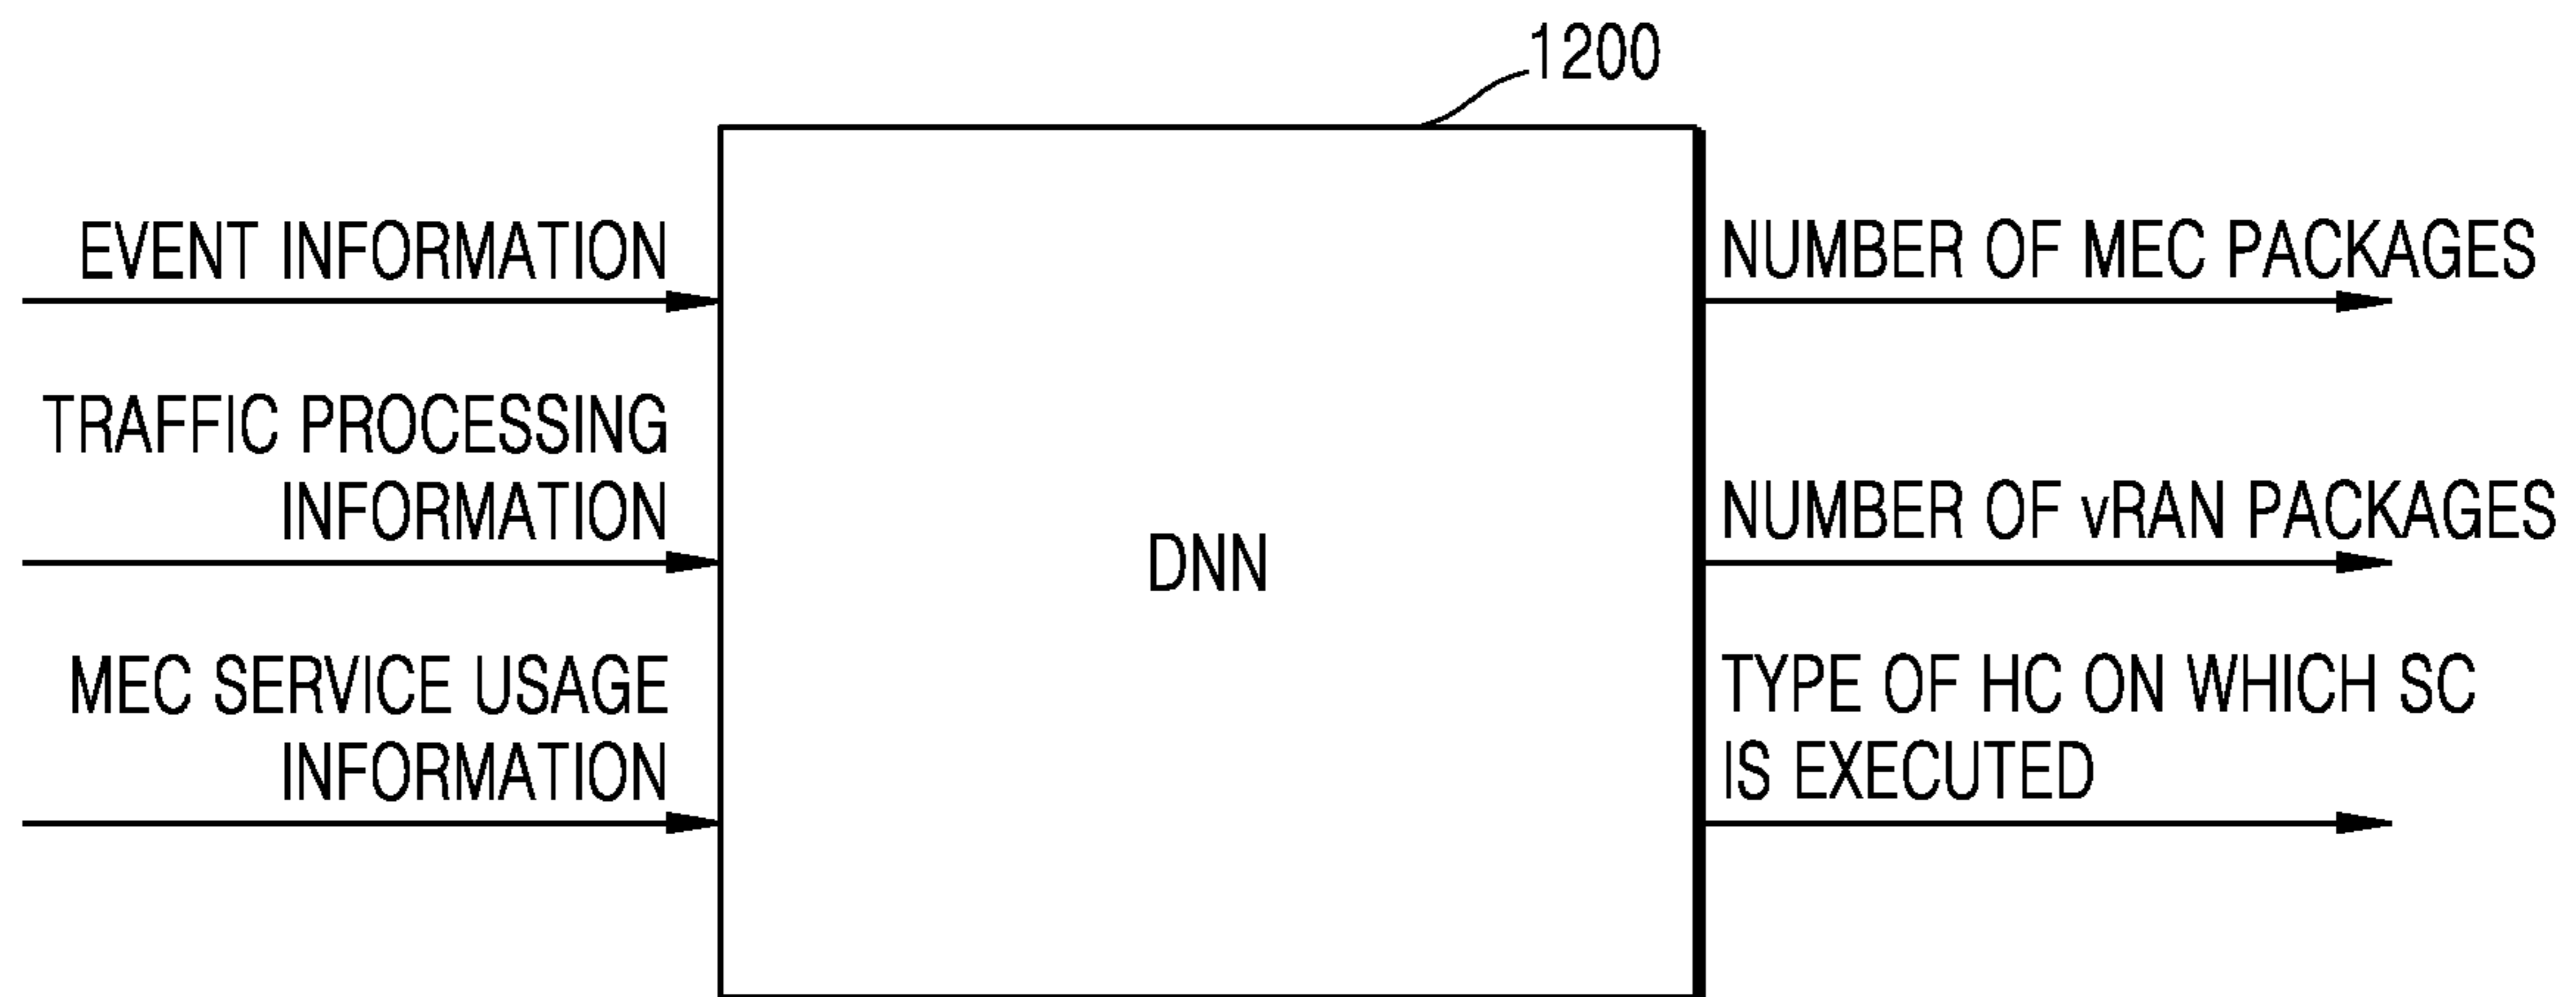 1200
EVENT INFORMATION
TRAFFIC PROCESSING
INFORMATION
MEC SERVICE USAGE
INFORMATION
DNN
NUMBER OF MEC PACKAGES
NUMBER OF vRAN PACKAGES
TYPE OF HC ON WHICH SC
IS EXECUTED